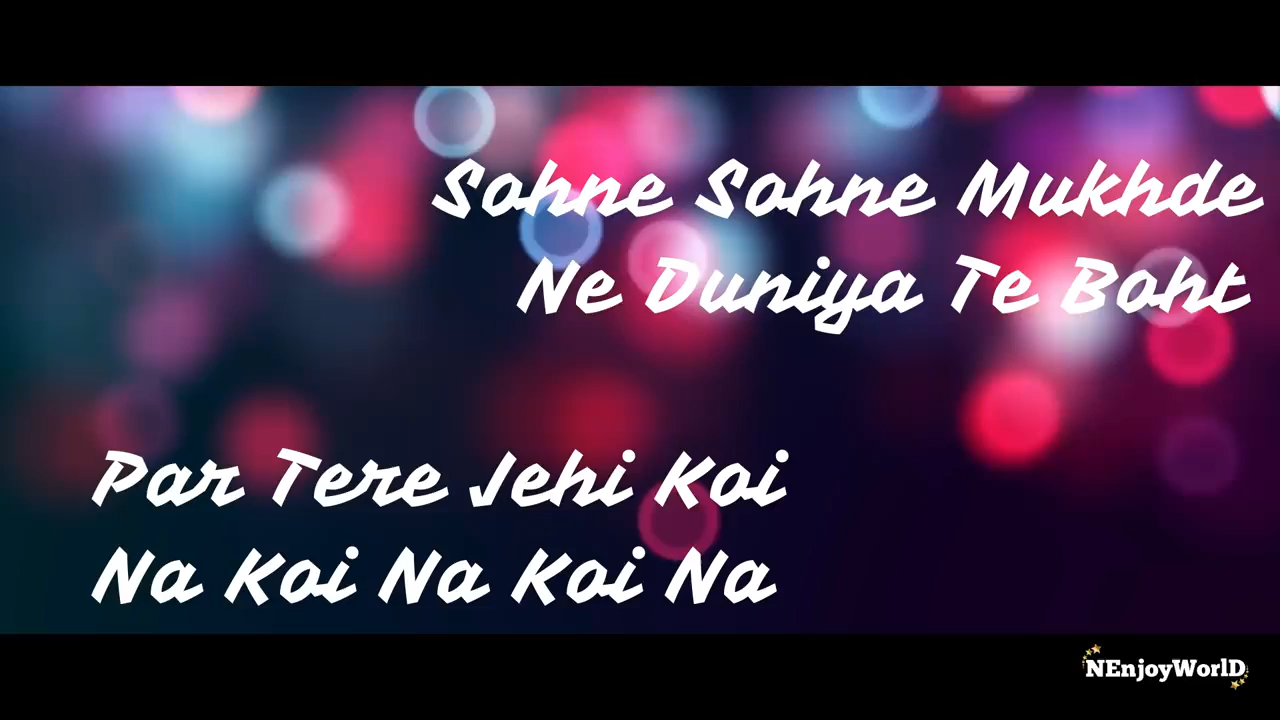 Sohne Sohne Mukhde
Ne Duniya Te Boht
Par Tere Jehi Koi
Na Koi Na Koi Na
NEnjoyWorlD